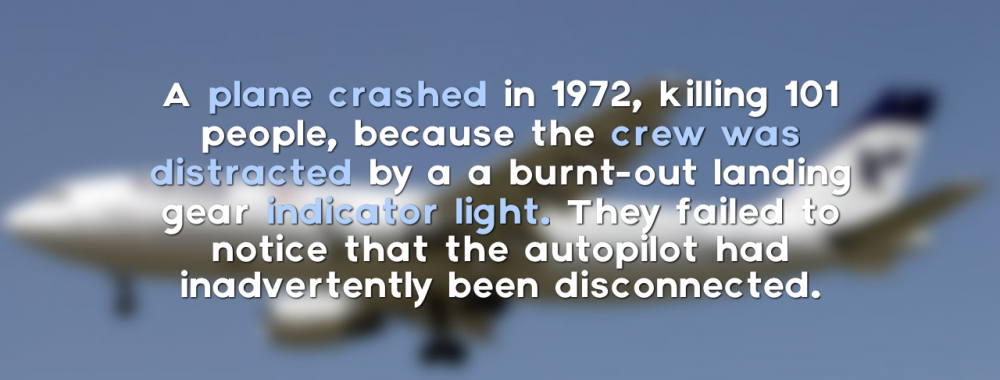 A plane crashed in 1972, killing 101
people, because the crew was
distracted by a a burnt-out landing
gear indicator light. They failed to
notice that the autopilot had
inadvertently been disconnected.